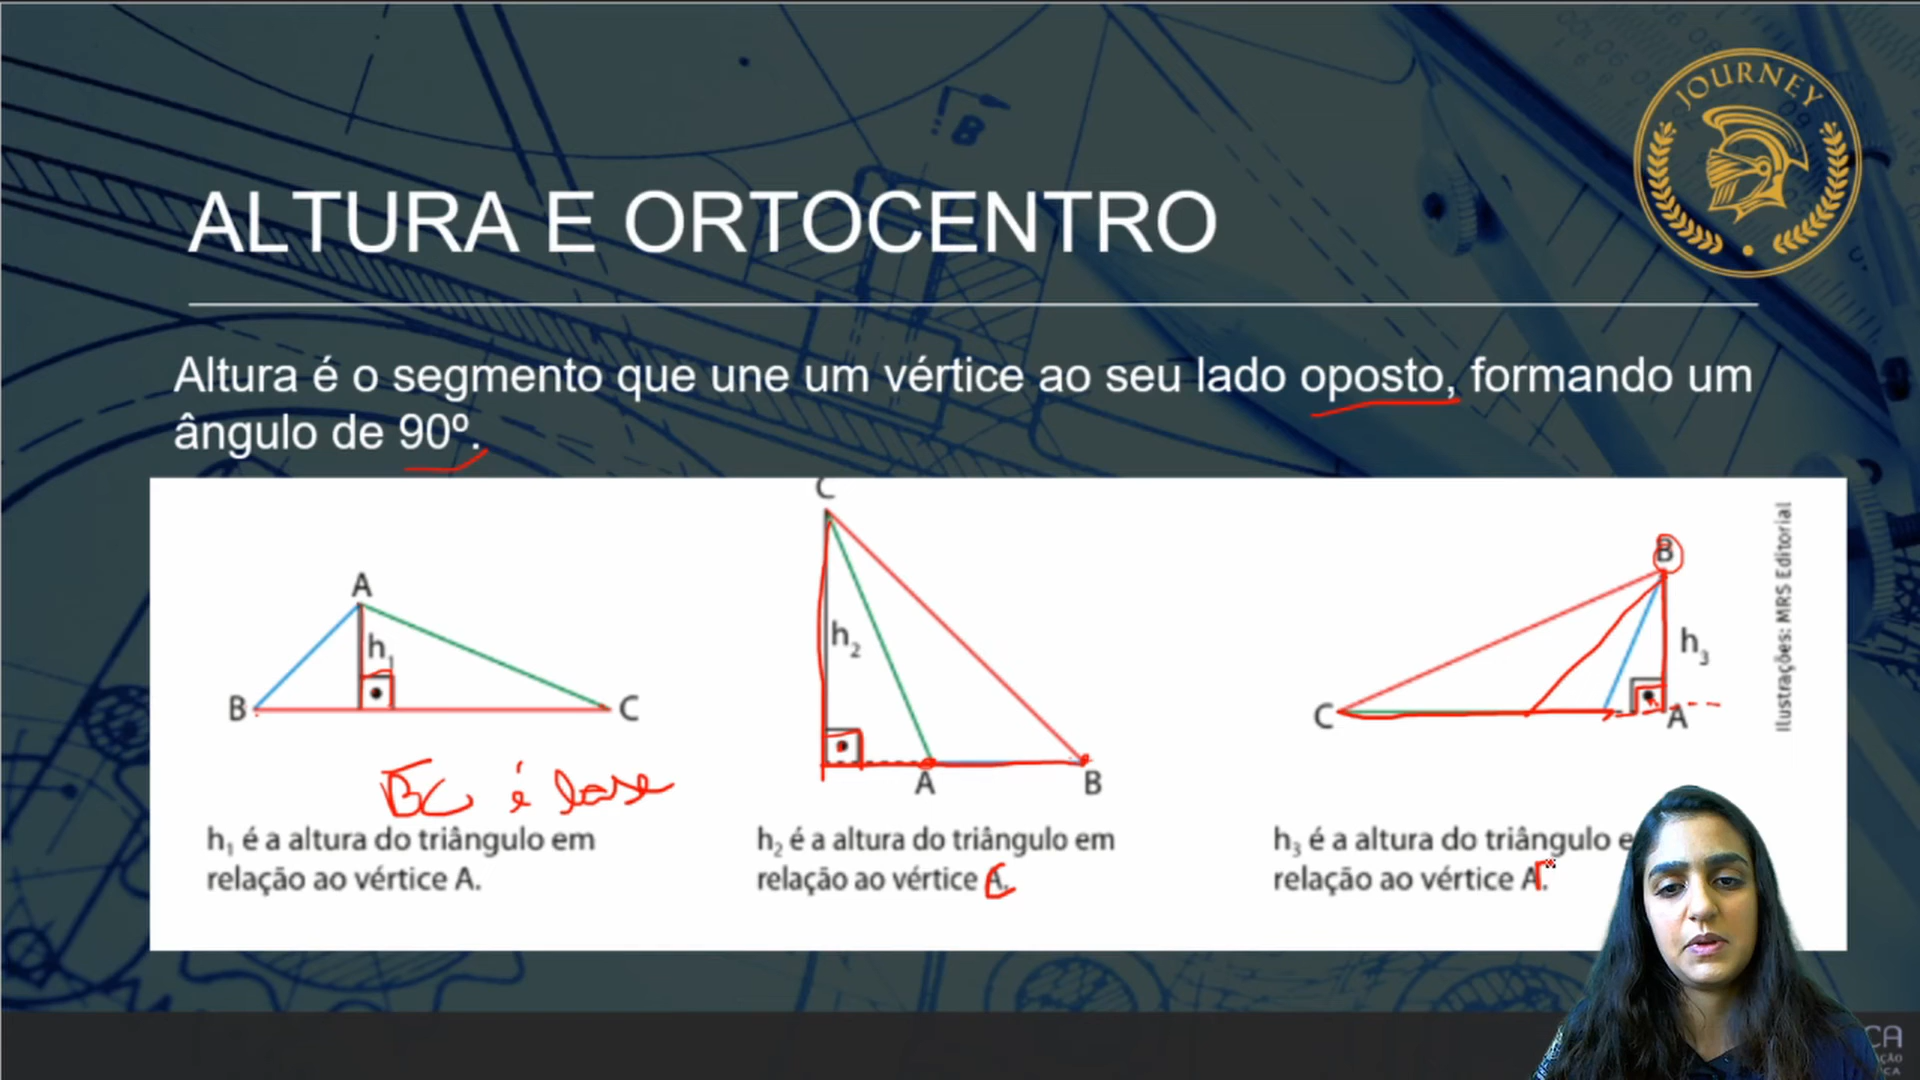 JOURNEY
B
ALTURA E ORTOCENTRO
Altura é o segmento que une um vértice ao seu lado oposto, formando um
ângulo de 90º.
C
B
Ilustrações: MRS Editorial
A
h₁
h₂
h₃
B
C
C
A
A
B
BC é base
h₁ é a altura do triângulo em
relação ao vértice A.
h₂ é a altura do triângulo em
relação ao vértice A.
C
h₃ é a altura do triângulo e
relação ao vértice A.
CA